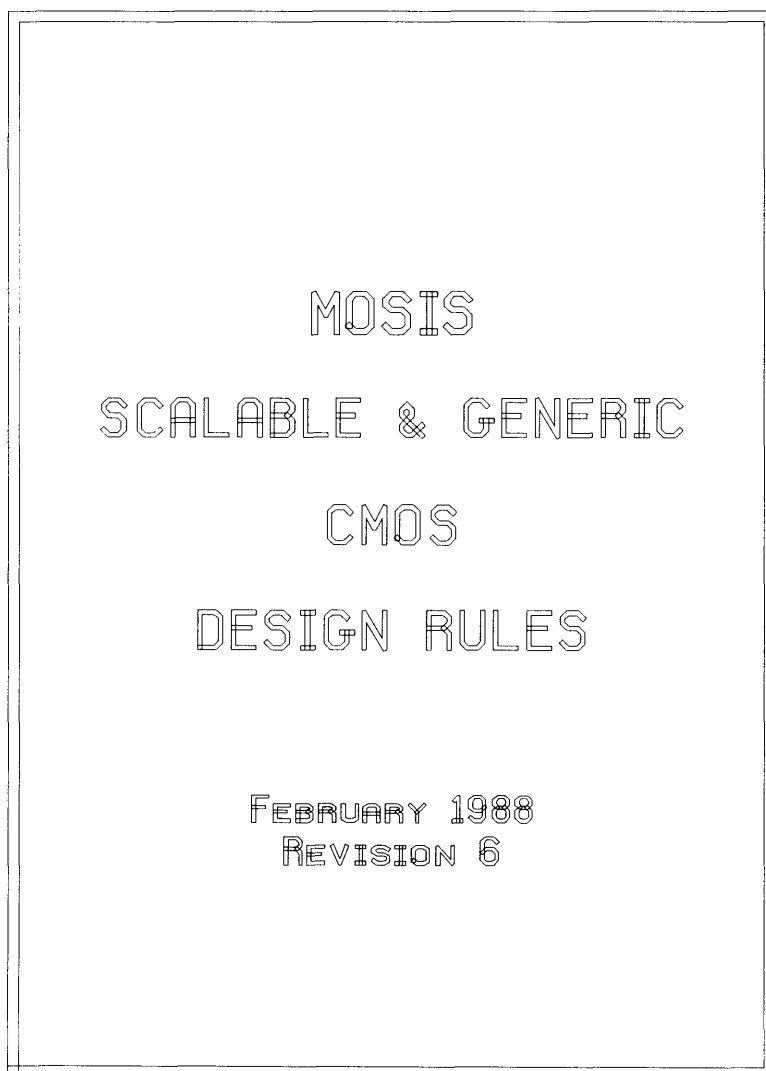 MOSIS
SCALABLE & GENERIC
CMOS
DESIGN RULES
FEBRUARY 1988
REVISION 6